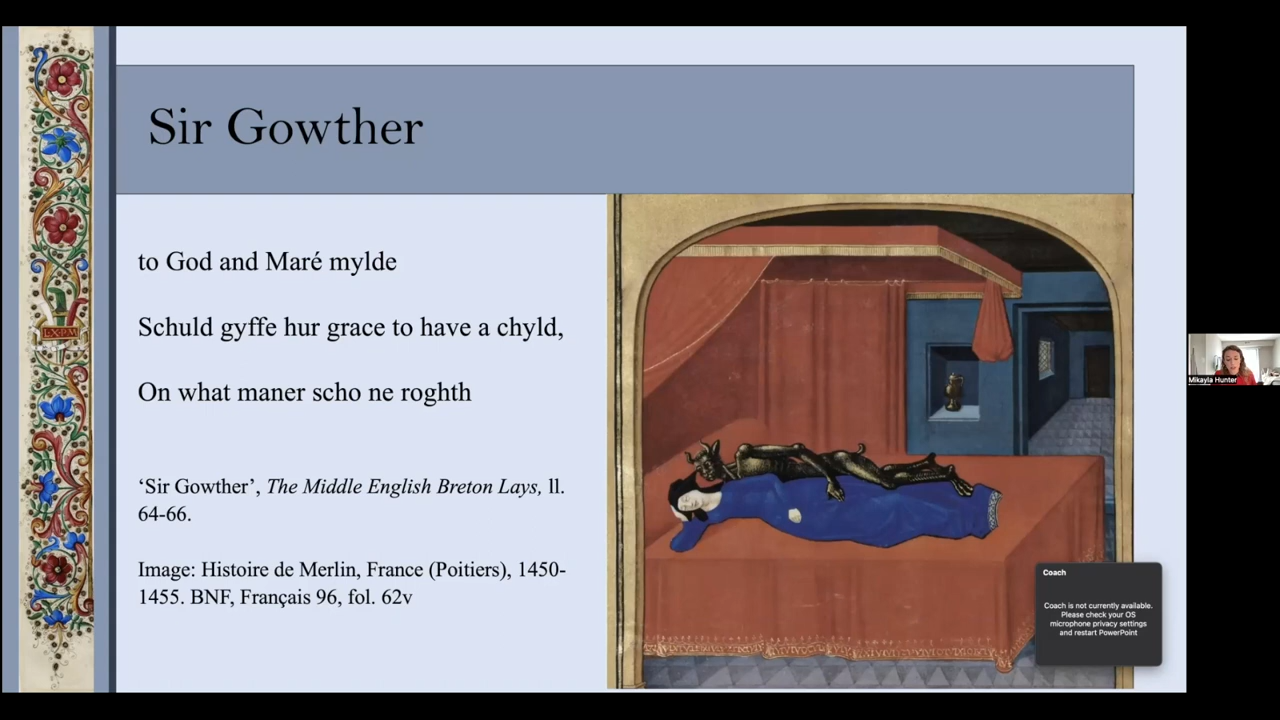 Sir Gowther
to God and Maré mylde
Schuld gyffe hur grace to have a chyld,
On what maner scho ne roghth
‘Sir Gowther’, The Middle English Breton Lays, ll.
64-66.
Image: Histoire de Merlin, France (Poitiers), 1450-
1455. BNF, Français 96, fol. 62v
L·X·P·M
Coach
Coach is not currently available.
Please check your OS
microphone privacy settings
and restart PowerPoint
Mikayla Hunter